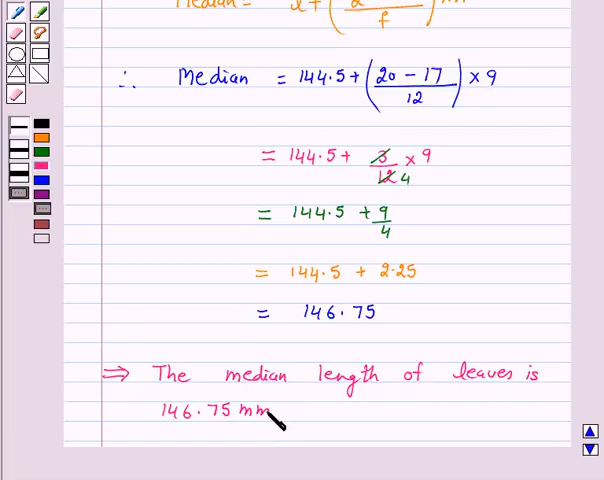 Median = l + ( / f )
∴ Median = 144.5 + (20 - 17 / 12) × 9
= 144.5 + 3/12 4 × 9
= 144.5 + 9/4
= 144.5 + 2.25
= 146.75
⇒ The median length of leaves is
146.75 mm